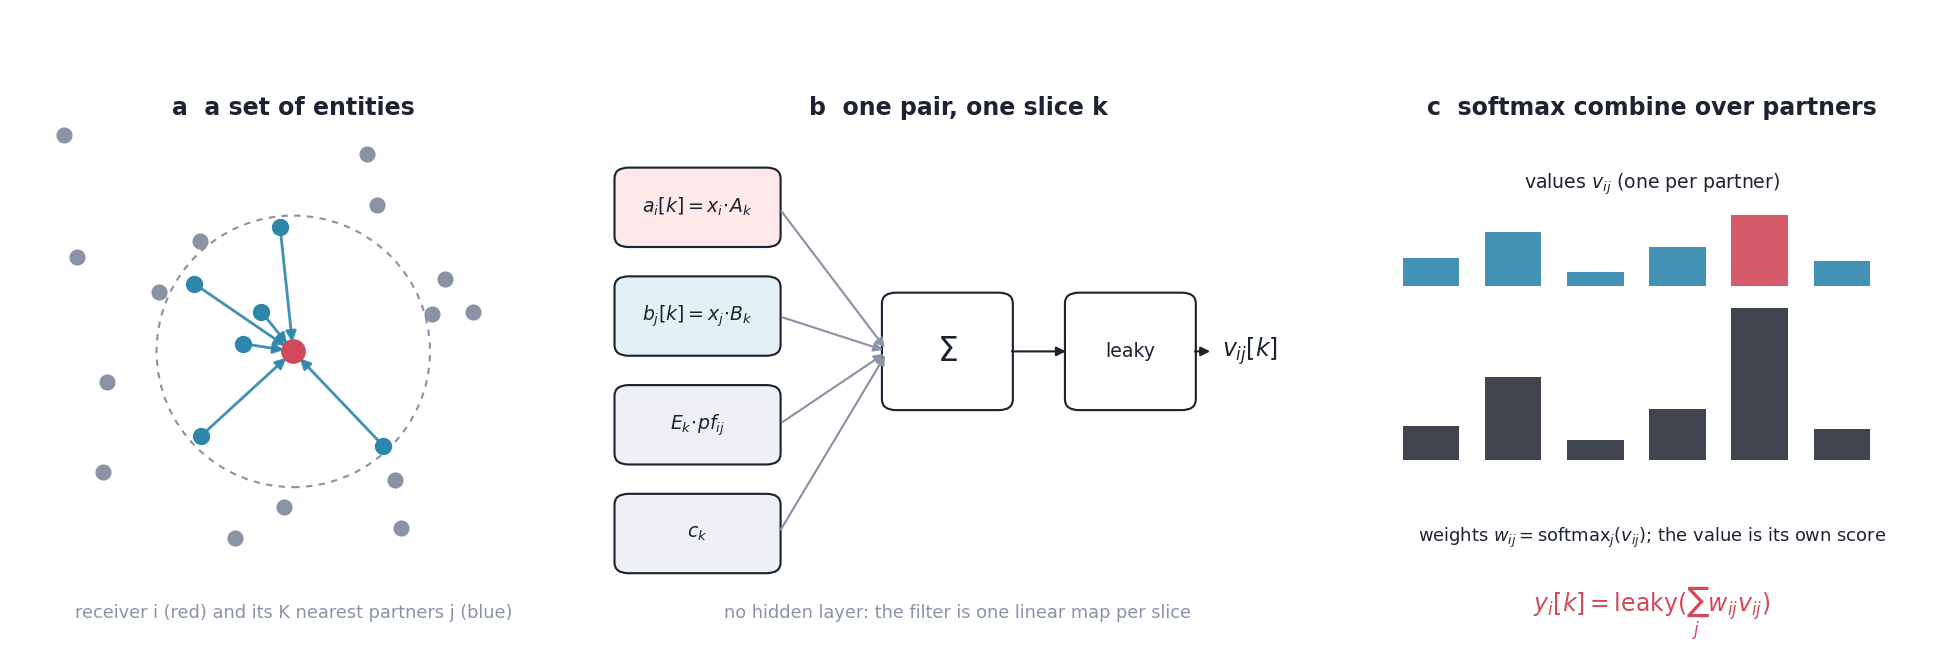 a a set of entities
receiver i (red) and its K nearest partners j (blue)
b one pair, one slice k
a_i[k] = x_i·A_k
b_j[k] = x_j·B_k
E_k·pf_ij
c_k
Σ
leaky
v_ij[k]
no hidden layer: the filter is one linear map per slice
c softmax combine over partners
values v_ij (one per partner)
weights w_ij = softmax_j(v_ij); the value is its own score
y_i[k] = leaky(∑_j w_ij v_ij)